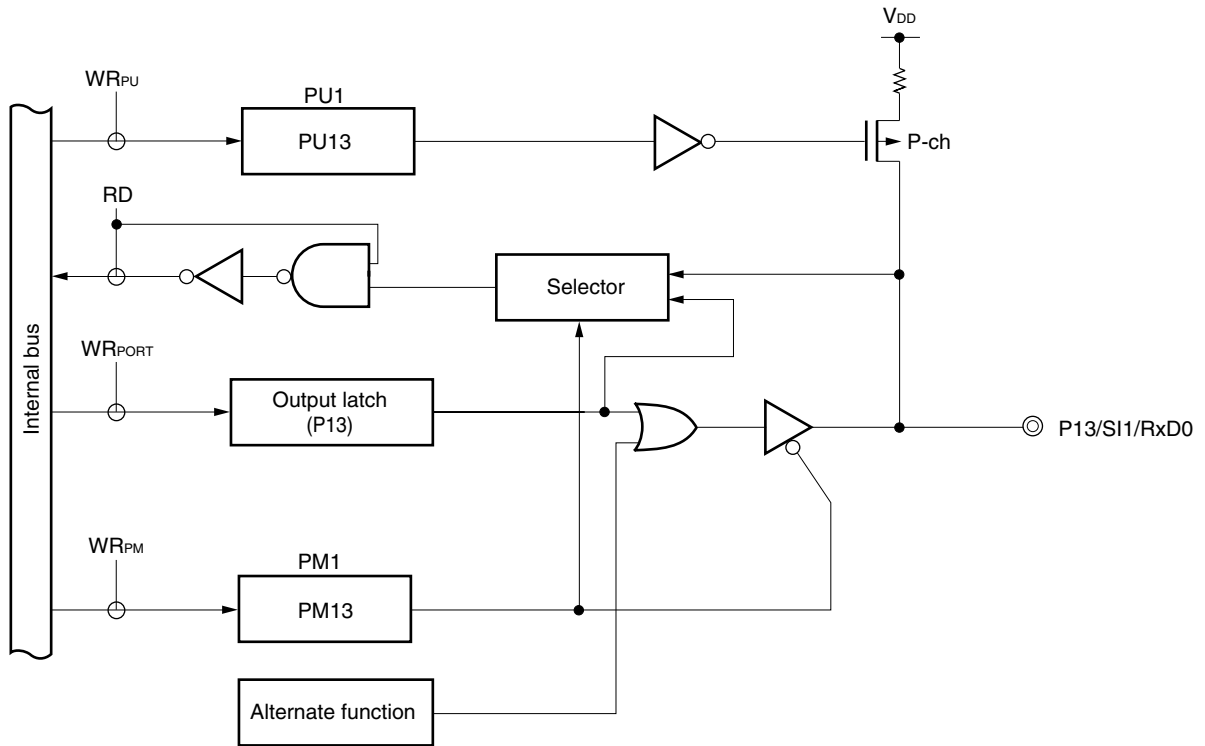 VDD
WRPU
PU1
PU13
P-ch
RD
Selector
Internal bus
WRPORT
Output latch
(P13)
P13/SI1/RxD0
WRPM
PM1
PM13
Alternate function